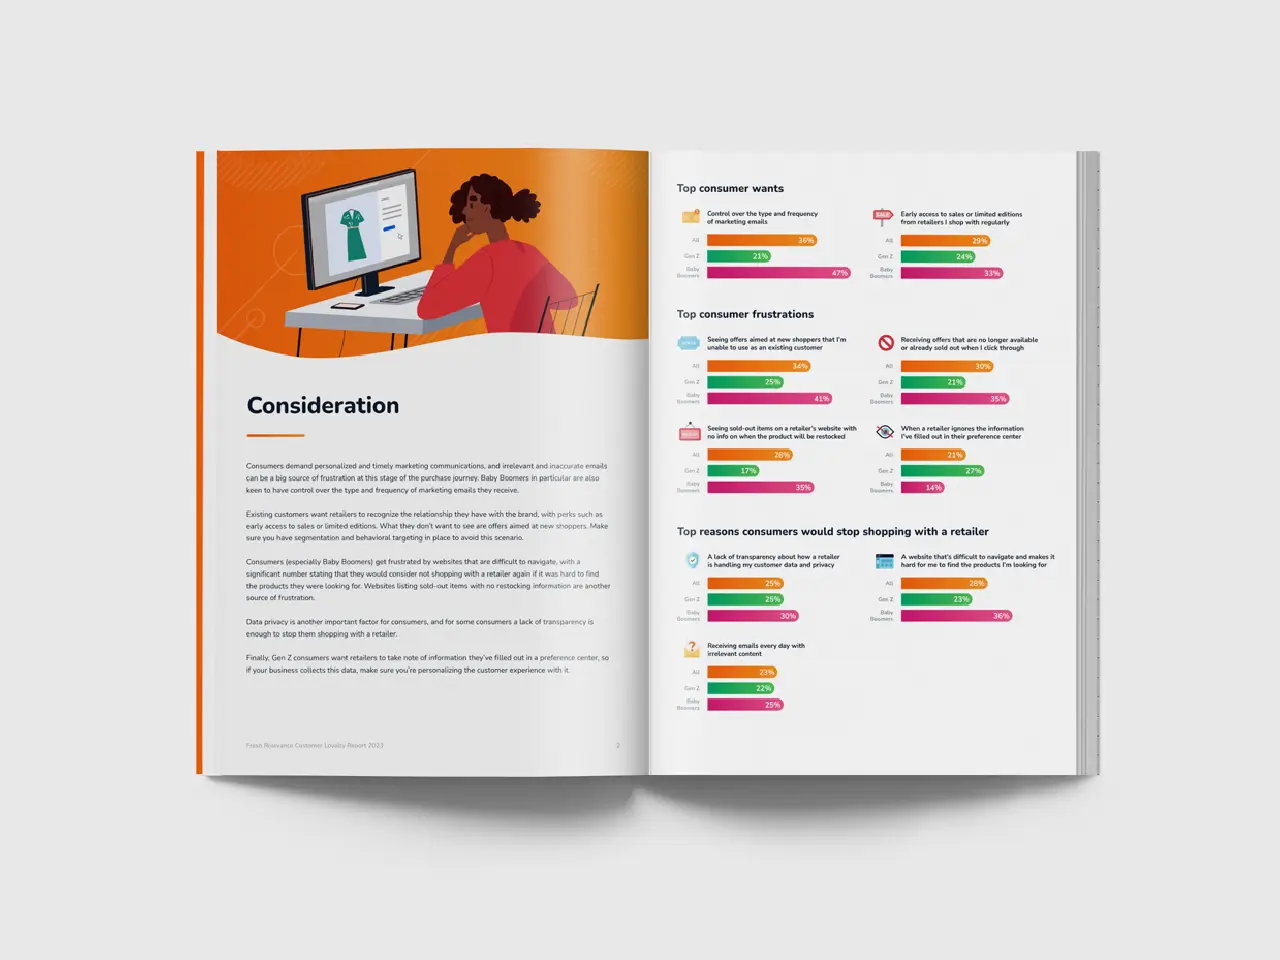 Consideration
Consumers demand personalized and timely marketing communications, and irrelevant and inaccurate emails
can be a big source of frustration at this stage of the purchase journey. Baby Boomers in particular are also
keen to have control over the type and frequency of marketing emails they receive.
Existing customers want retailers to recognize the relationship they have with the brand, with perks such as
early access to sales or limited editions. What they don't want to see are offers aimed at new shoppers. Make
sure you have segmentation and behavioral targeting in place to avoid this scenario.
Consumers (especially Baby Boomers) get frustrated by websites that are difficult to navigate, with a
significant number stating that they would consider not shopping with a retailer again if it was hard to find
the products they were looking for. Websites listing sold-out items with no restocking information are another
source of frustration.
Data privacy is another important factor for consumers, and for some consumers a lack of transparency is
enough to stop them shopping with a retailer.
Finally, Gen Z consumers want retailers to take note of information they've filled out in a preference center, so
if your business collects this data, make sure you're personalizing the customer experience with it.
Fresh Relevance Customer Loyalty Report
2
Top consumer wants
Control over the type and frequency
of marketing emails
All 36%
Gen Z 21%
Baby
Boomers 47%
SALE
Early access to sales or limited editions
from retailers I shop with regularly
All 29%
Gen Z 24%
Baby
Boomers 33%
Top consumer frustrations
Seeing offers aimed at new shoppers that I'm
unable to use as an existing customer
All 34%
Gen Z 25%
Baby
Boomers 41%
Receiving offers that are no longer available
or already sold out when I click through
All 30%
Gen Z 21%
Baby
Boomers 35%
Seeing sold-out items on a retailer's website with
no info on when the product will be restocked
All 28%
Gen Z 17%
Baby
Boomers 35%
When a retailer ignores the information
I've filled out in their preference center
All 21%
Gen Z 27%
Baby
Boomers 14%
Top reasons consumers would stop shopping with a retailer
A lack of transparency about how a retailer
is handling my customer data and privacy
All 25%
Gen Z 25%
Baby
Boomers 30%
A website that's difficult to navigate and makes it
hard for me to find the products I'm looking for
All 28%
Gen Z 23%
Baby
Boomers 36%
Receiving emails every day with
irrelevant content
All 23%
Gen Z 22%
Baby
Boomers 25%